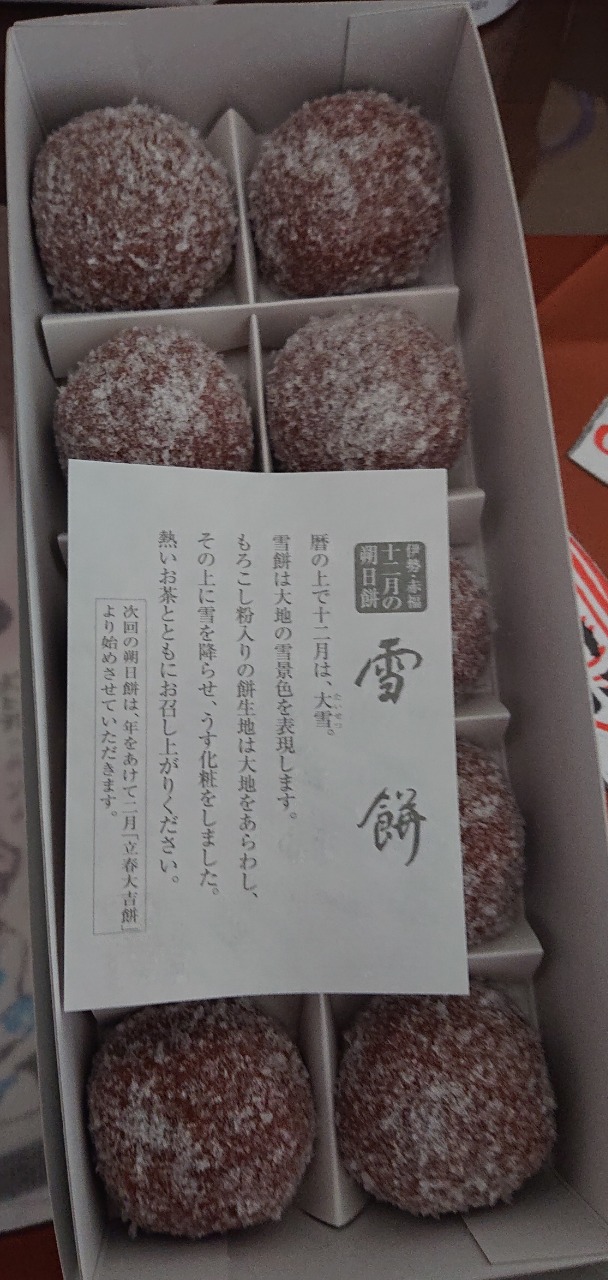 伊勢・赤福
十二月の
朔日餅
雪餅
暦の上で十二月は、大雪。
たいせつ
雪餅は大地の雪景色を表現します。
もろこし粉入りの餅生地は大地をあらわし、
その上に雪を降らせ、うす化粧をしました。
熱いお茶とともにお召し上がりください。
次回の朔日餅は、年をあけて二月「立春大吉餅」
より始めさせていただきます。